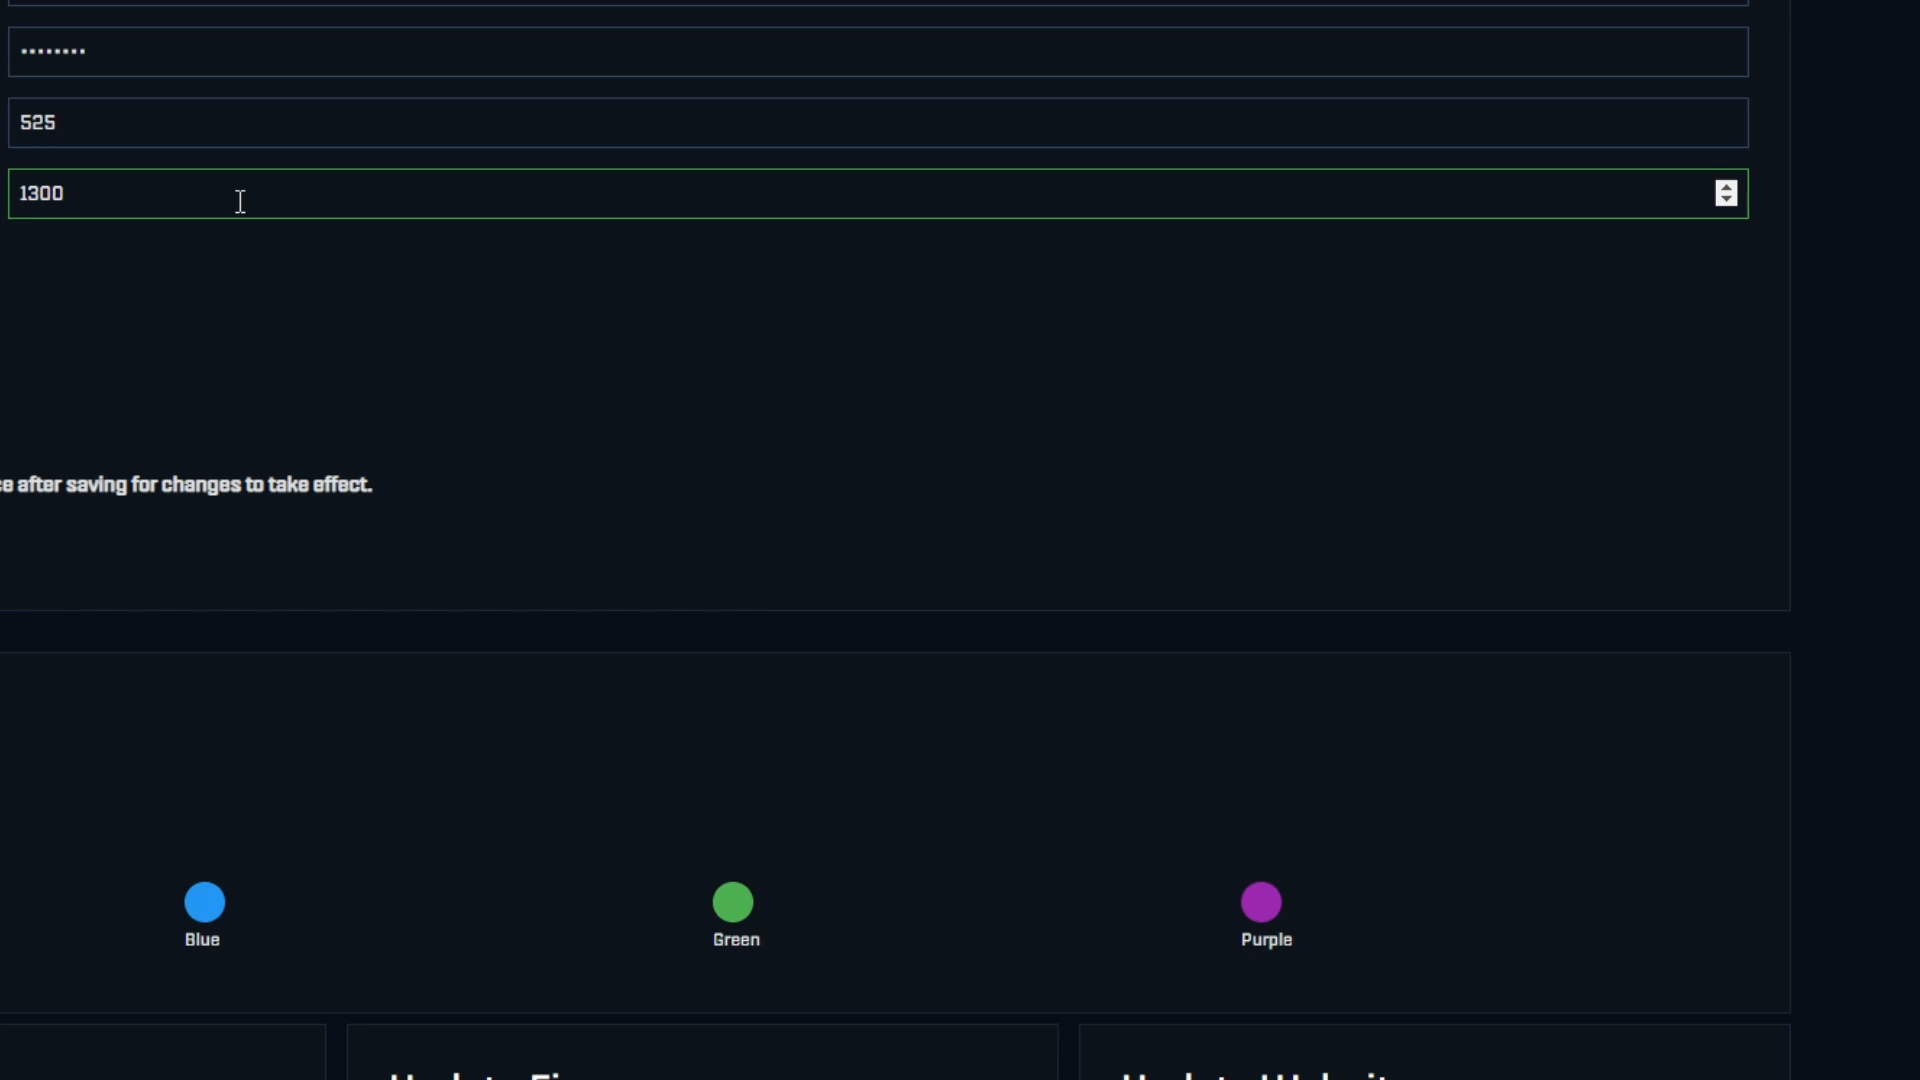 ••••••••
525
1300
after saving for changes to take effect.
Blue
Green
Purple